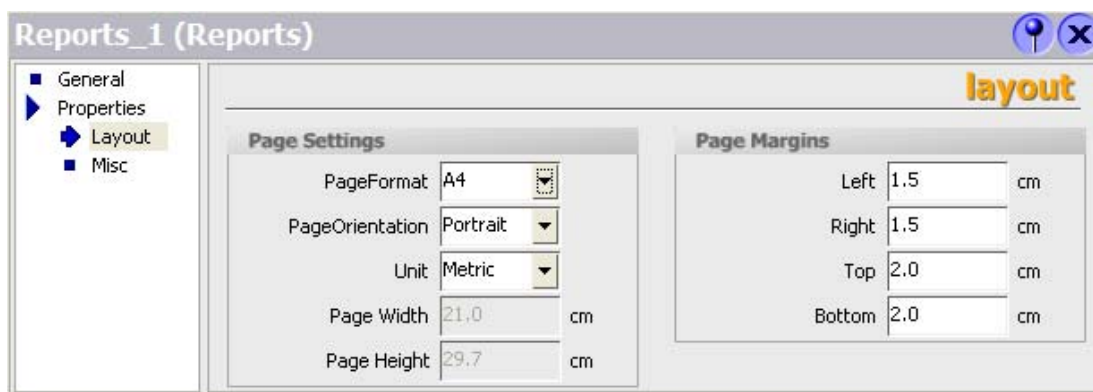 Reports_1 (Reports)
General
Properties
Layout
Misc
layout
Page Settings
PageFormat A4
PageOrientation Portrait
Unit Metric
Page Width 21.0 cm
Page Height 29.7 cm
Page Margins
Left 1.5 cm
Right 1.5 cm
Top 2.0 cm
Bottom 2.0 cm